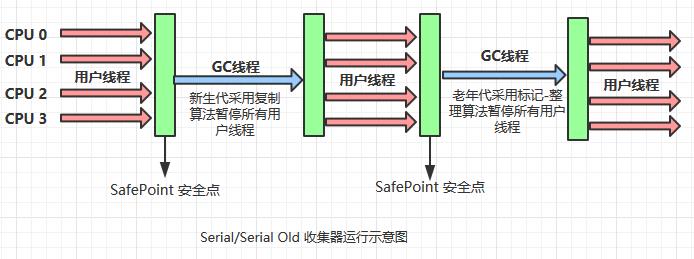 CPU 0
CPU 1
用户线程
CPU 2
CPU 3
GC线程
新生代采用复制
算法暂停所有用
户线程
用户线程
GC线程
老年代采用标记-整
理算法暂停所有用户
线程
用户线程
SafePoint 安全点
SafePoint 安全点
Serial/Serial Old 收集器运行示意图